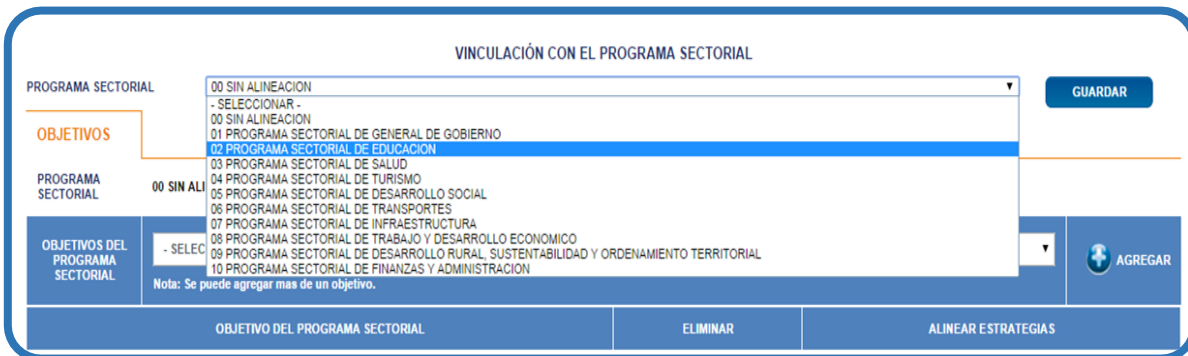 VINCULACIÓN CON EL PROGRAMA SECTORIAL
PROGRAMA SECTORIAL
00 SIN ALINEACION
GUARDAR
- SELECCIONAR -
00 SIN ALINEACION
01 PROGRAMA SECTORIAL DE GENERAL DE GOBIERNO
02 PROGRAMA SECTORIAL DE EDUCACION
03 PROGRAMA SECTORIAL DE SALUD
04 PROGRAMA SECTORIAL DE TURISMO
05 PROGRAMA SECTORIAL DE DESARROLLO SOCIAL
06 PROGRAMA SECTORIAL DE TRANSPORTES
07 PROGRAMA SECTORIAL DE INFRAESTRUCTURA
08 PROGRAMA SECTORIAL DE TRABAJO Y DESARROLLO ECONOMICO
09 PROGRAMA SECTORIAL DE DESARROLLO RURAL, SUSTENTABILIDAD Y ORDENAMIENTO TERRITORIAL
10 PROGRAMA SECTORIAL DE FINANZAS Y ADMINISTRACION
OBJETIVOS
PROGRAMA
SECTORIAL
00 SIN ALI
OBJETIVOS DEL
PROGRAMA
SECTORIAL
- SELEC
AGREGAR
Nota: Se puede agregar mas de un objetivo.
OBJETIVO DEL PROGRAMA SECTORIAL
ELIMINAR
ALINEAR ESTRATEGIAS